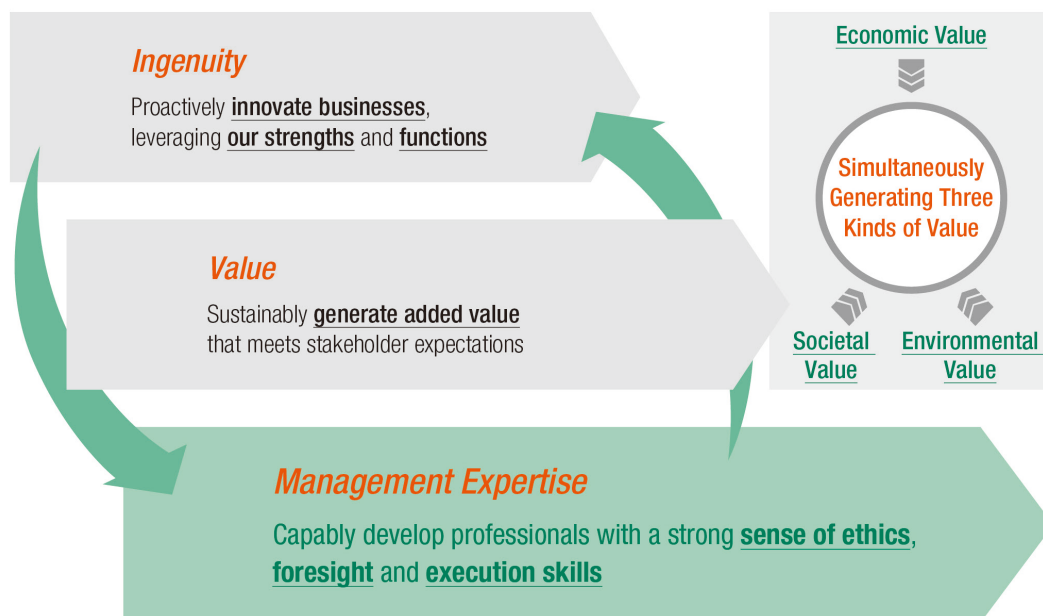 Ingenuity
Proactively innovate businesses,
leveraging our strengths and functions
Value
Sustainably generate added value
that meets stakeholder expectations
Management Expertise
Capably develop professionals with a strong sense of ethics,
foresight and execution skills
Economic Value
Simultaneously
Generating Three
Kinds of Value
Societal
Value
Environmental
Value